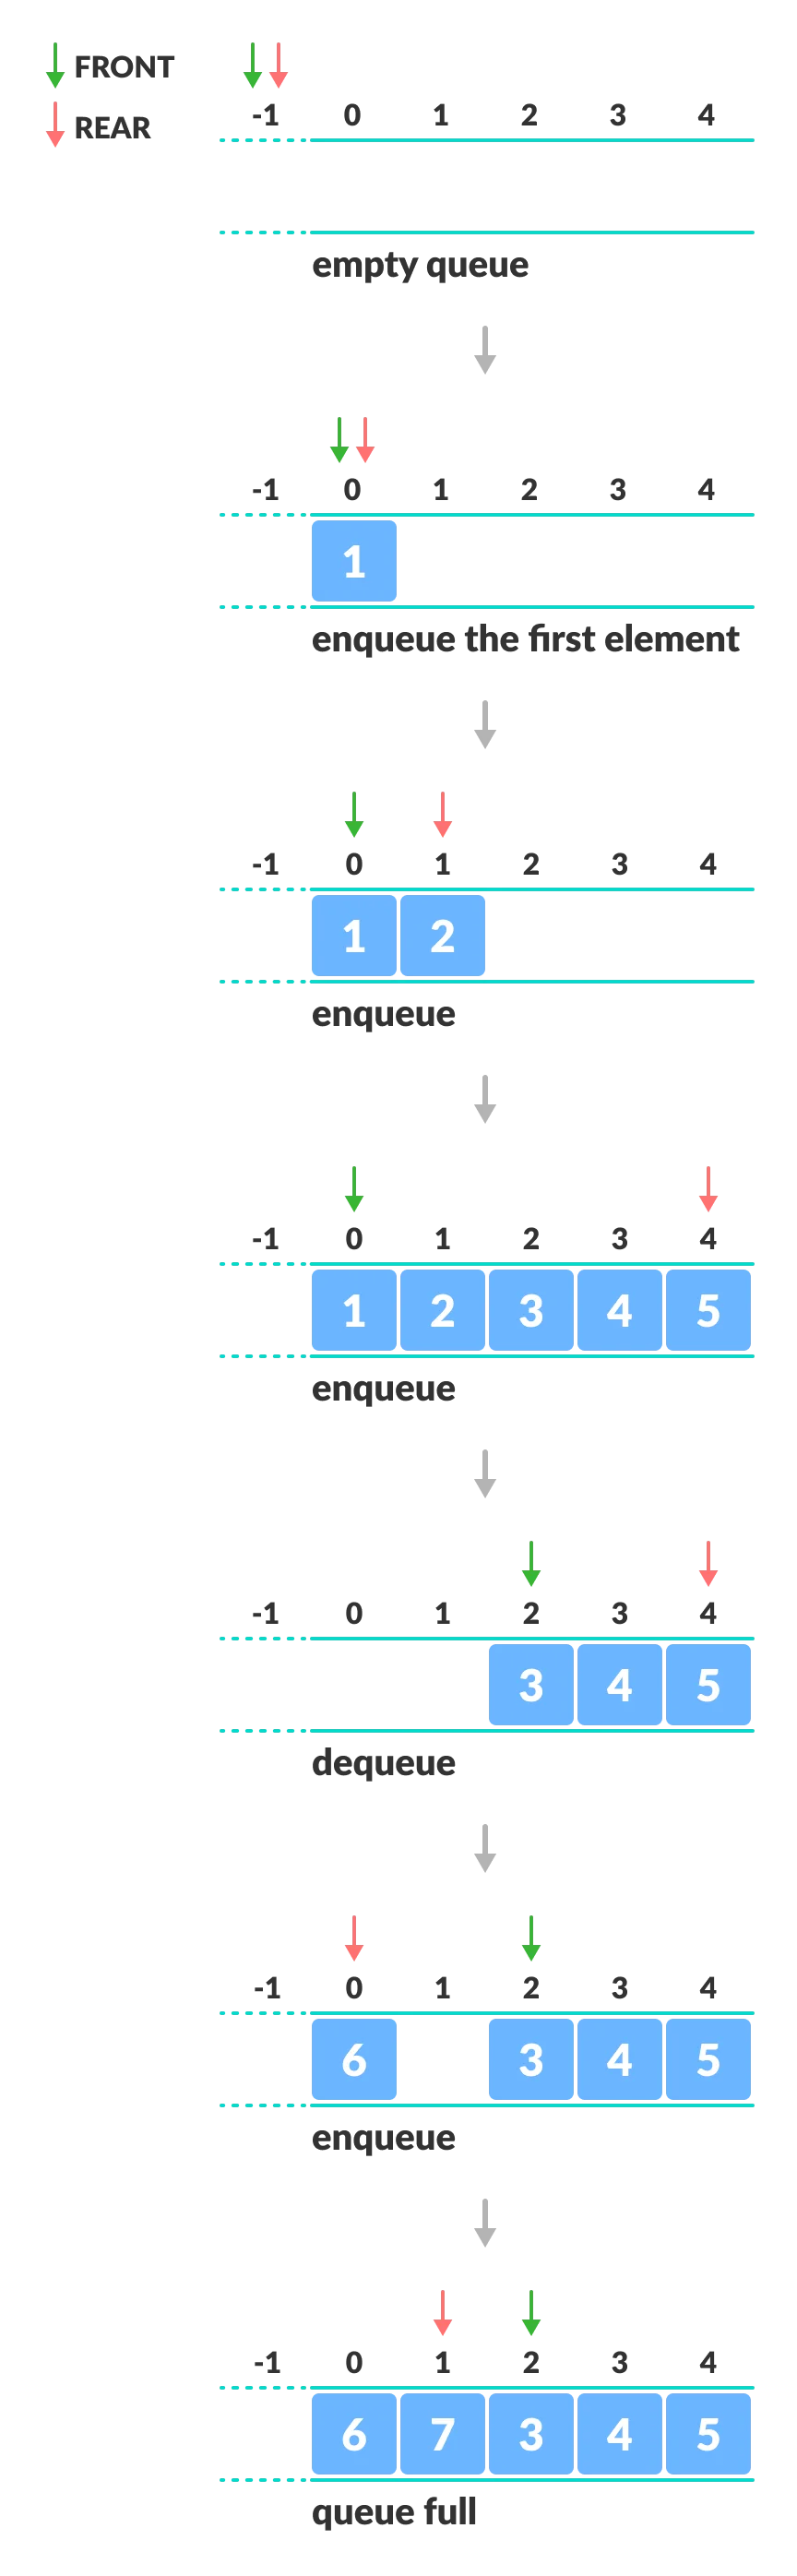 FRONT
REAR
-1 0 1 2 3 4
empty queue
-1 0 1 2 3 4
1
enqueue the first element
-1 0 1 2 3 4
1 2
enqueue
-1 0 1 2 3 4
1 2 3 4 5
enqueue
-1 0 1 2 3 4
3 4 5
dequeue
-1 0 1 2 3 4
6 3 4 5
enqueue
-1 0 1 2 3 4
6 7 3 4 5
queue full